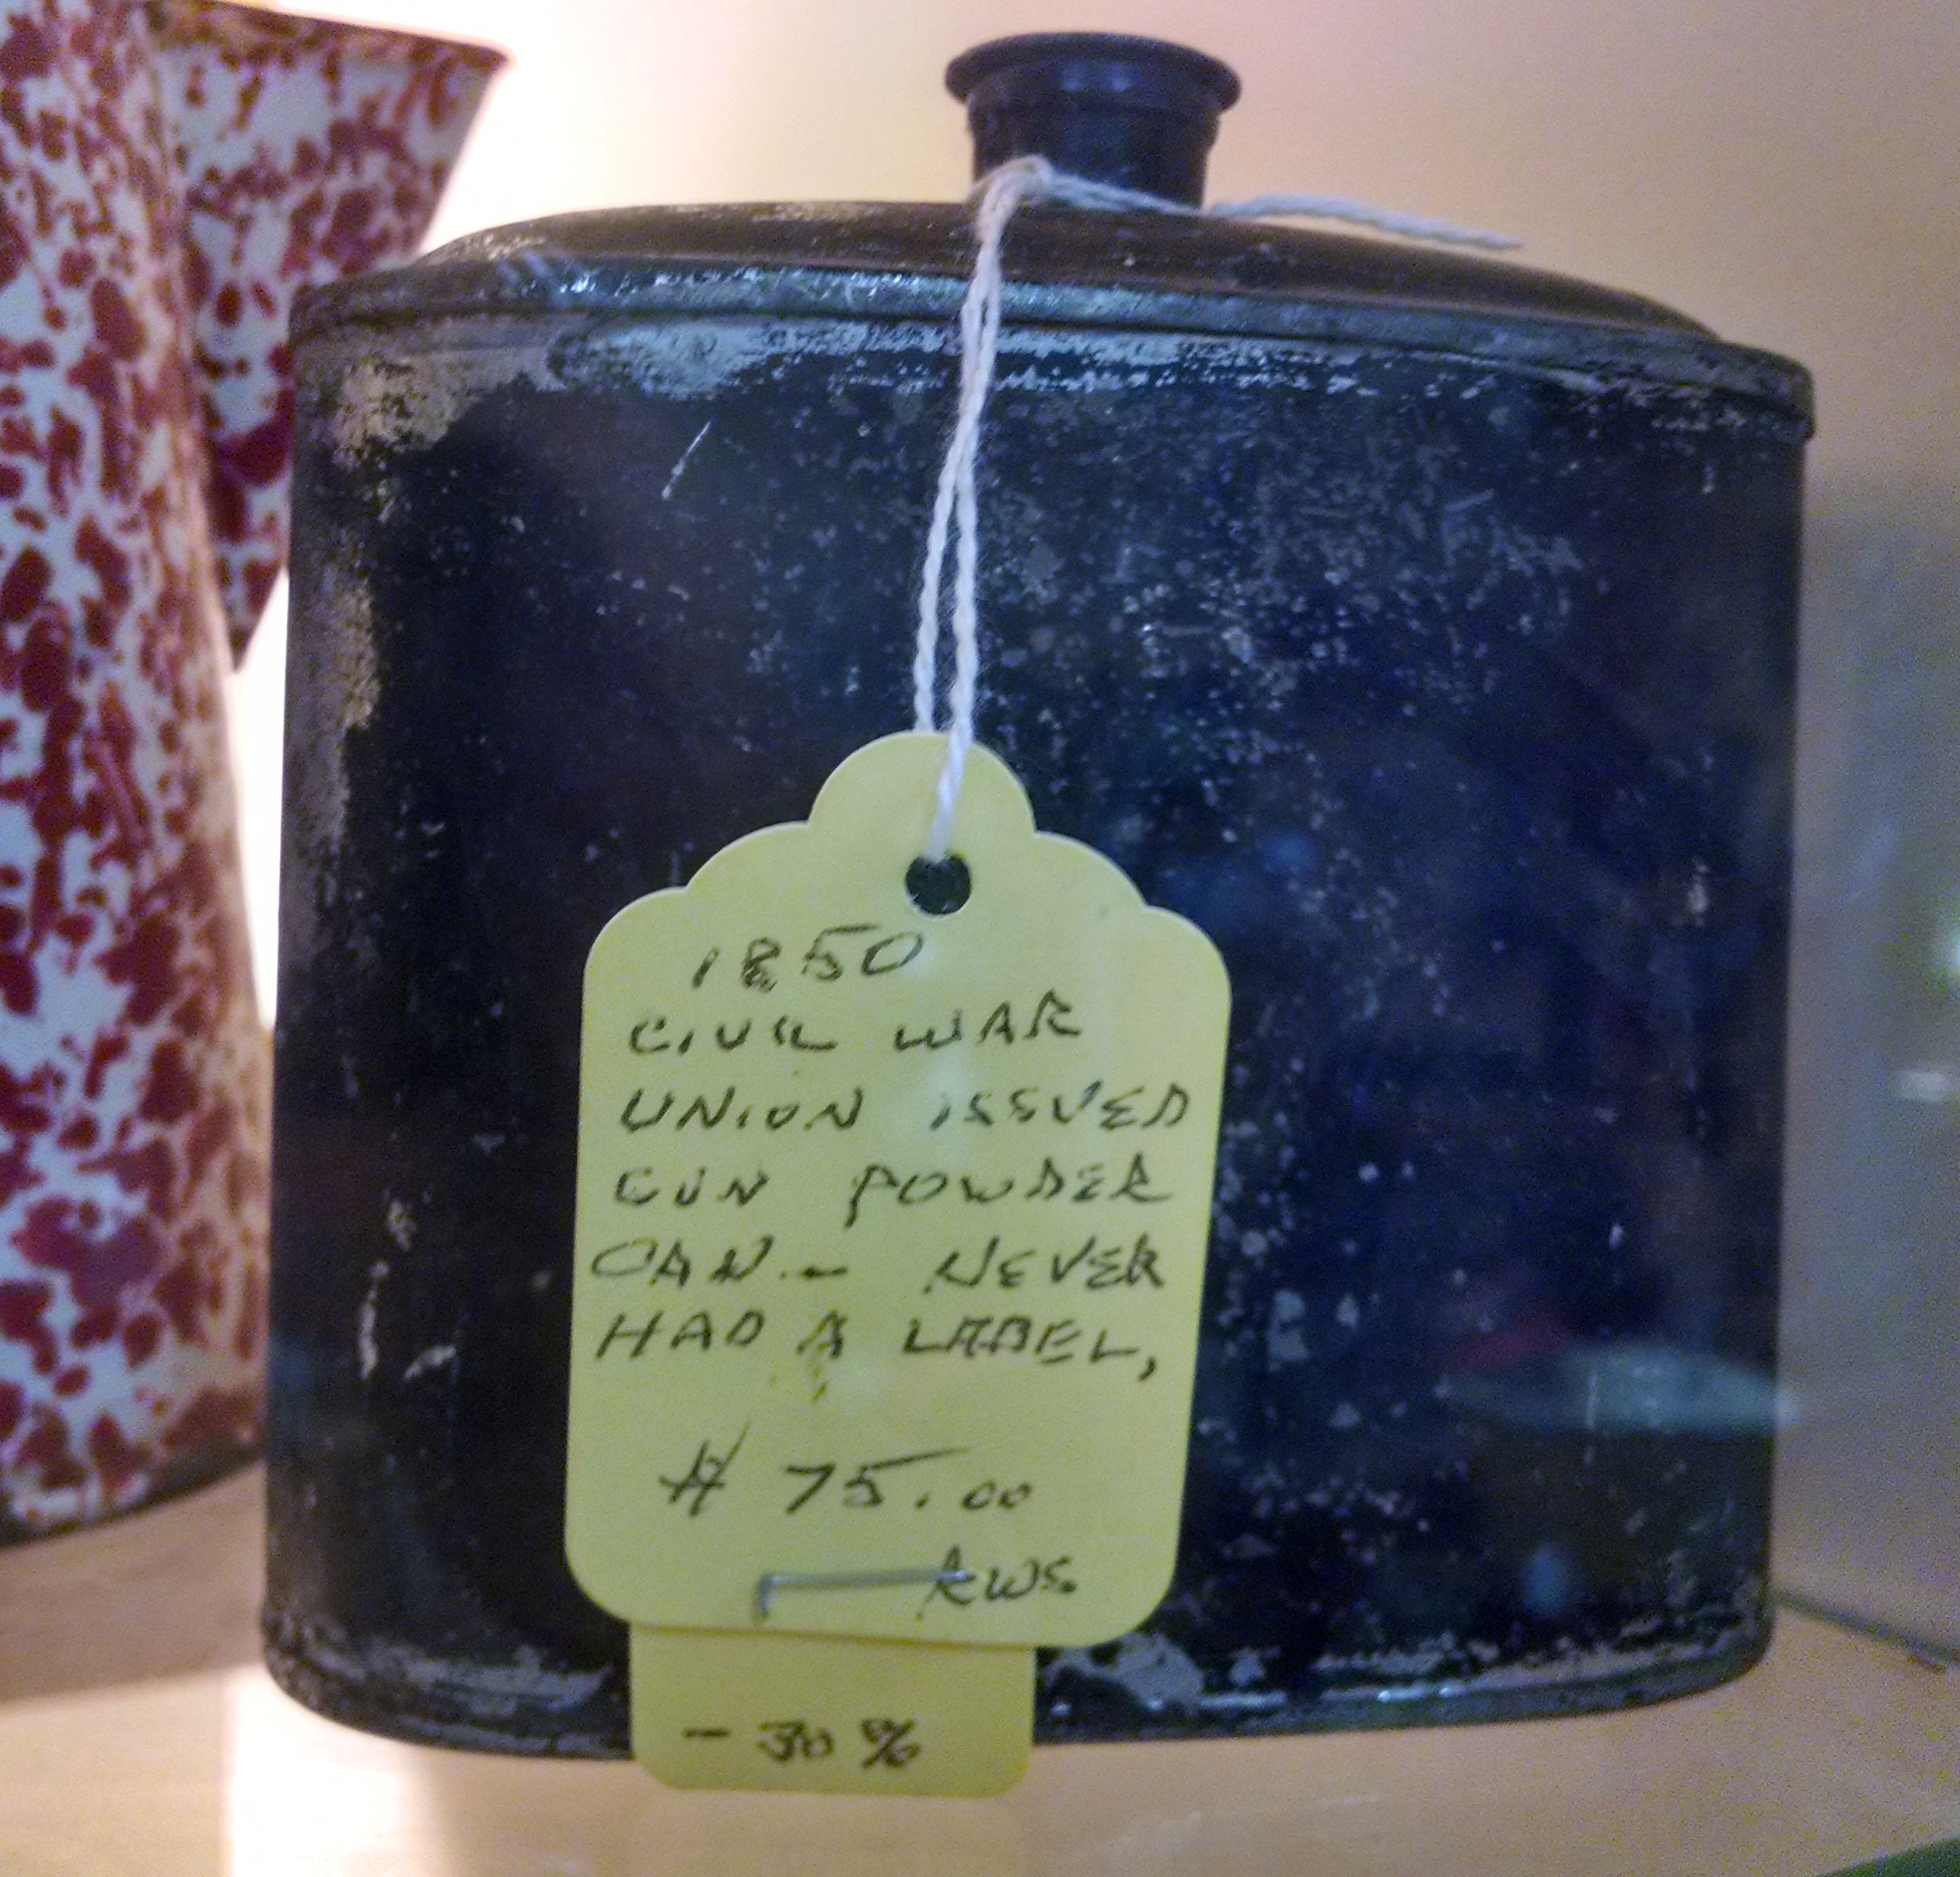 1850
CIVIL WAR
UNION ISSUED
GUN POWDER
CAN - NEVER
HAD A LABEL,
$ 75.00
RWS
- 30 %